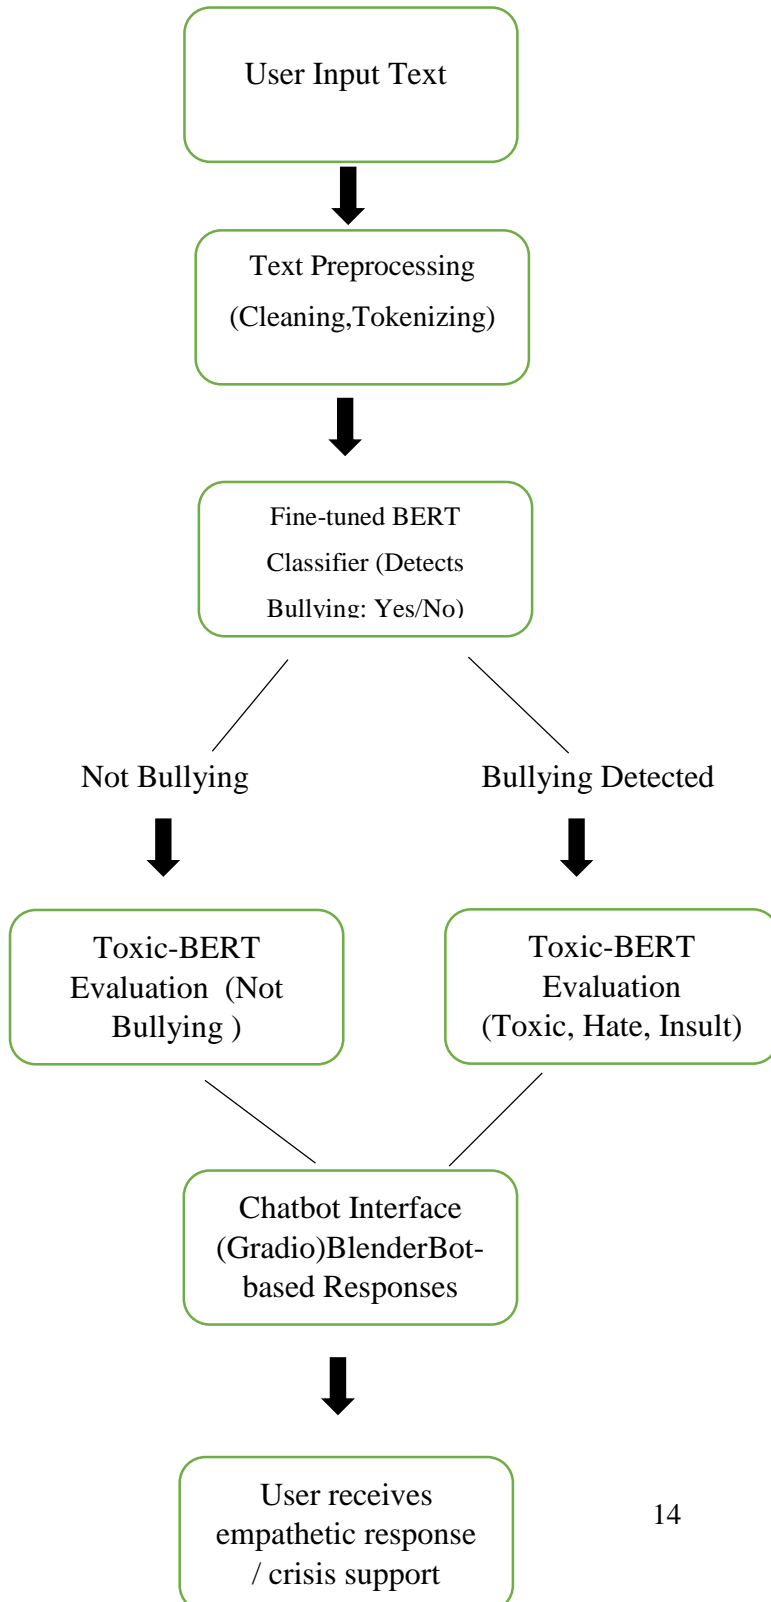 User Input Text
Text Preprocessing
(Cleaning,Tokenizing)
Fine-tuned BERT
Classifier (Detects
Bullying: Yes/No)
Not Bullying
Bullying Detected
Toxic-BERT
Evaluation (Not
Bullying )
Toxic-BERT
Evaluation
(Toxic, Hate, Insult)
Chatbot Interface
(Gradio)BlenderBot-
based Responses
User receives
empathetic response
/ crisis support
14